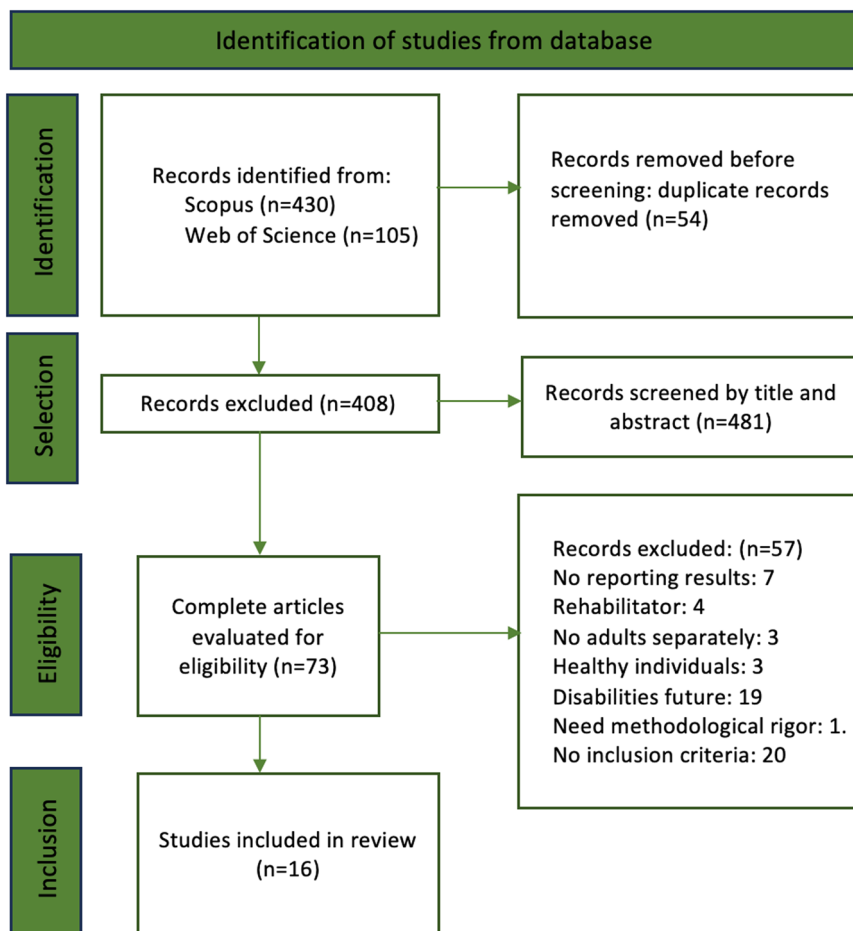 Identification of studies from database
Identification
Records identified from:
Scopus (n=430)
Web of Science (n=105)
Records removed before
screening: duplicate records
removed (n=54)
Selection
Records excluded (n=408)
Records screened by title and
abstract (n=481)
Eligibility
Complete articles
evaluated for
eligibility (n=73)
Records excluded: (n=57)
No reporting results: 7
Rehabilitator: 4
No adults separately: 3
Healthy individuals: 3
Disabilities future: 19
Need methodological rigor: 1.
No inclusion criteria: 20
Inclusion
Studies included in review
(n=16)